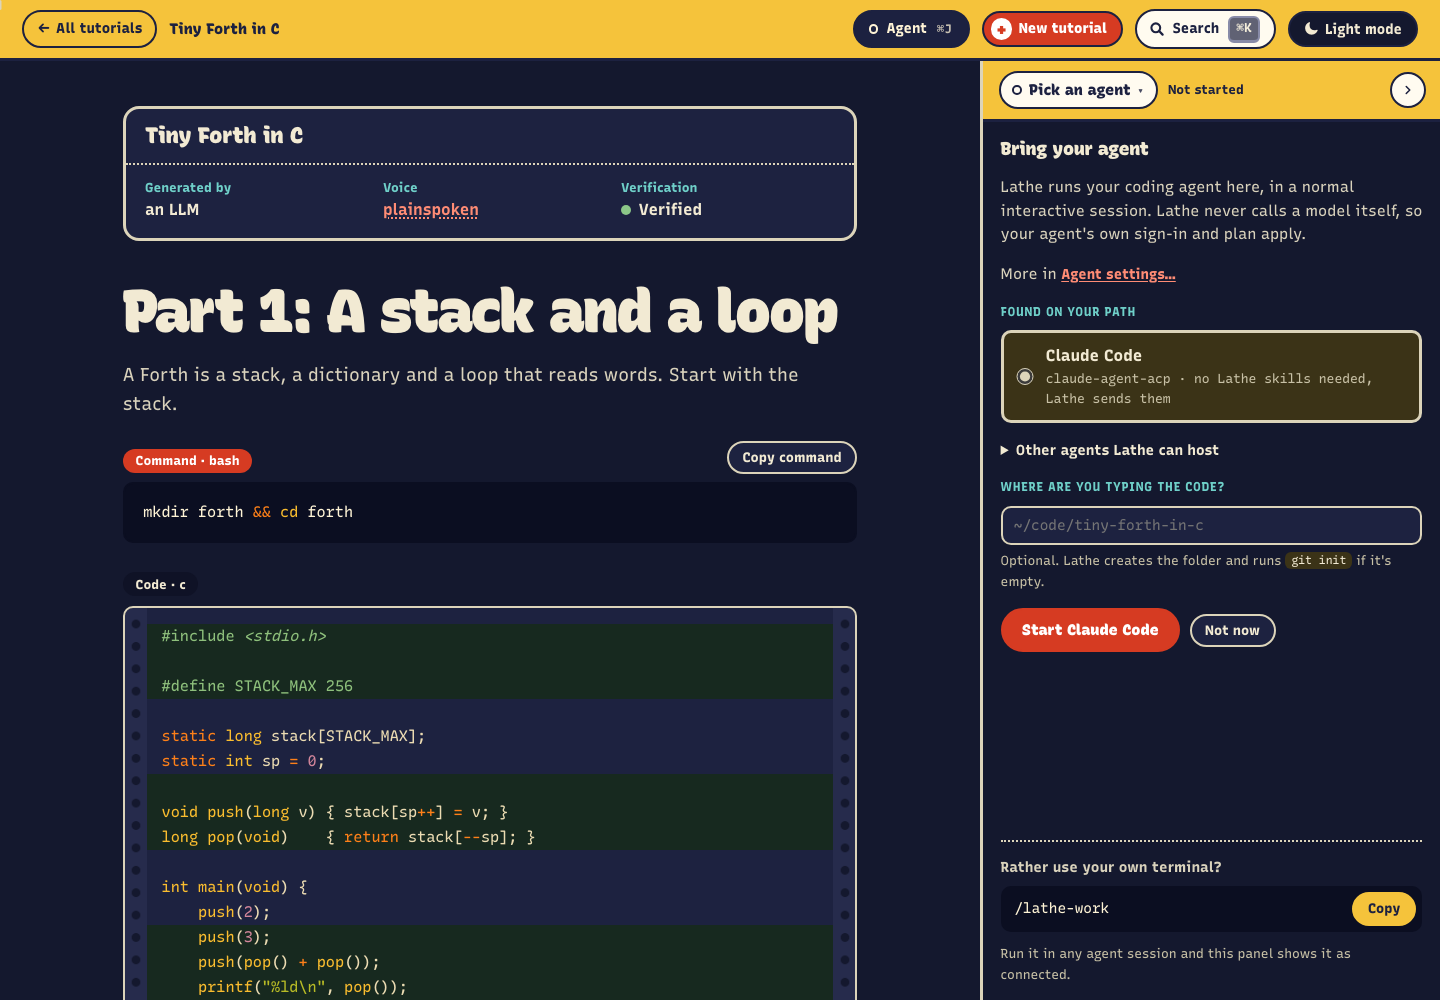 ← All tutorials
Tiny Forth in C
Agent ⌘J
New tutorial
Search ⌘K
Light mode
Tiny Forth in C
Generated by
an LLM
Voice
plainspoken
Verification
Verified
Part 1: A stack and a loop
A Forth is a stack, a dictionary and a loop that reads words. Start with the
stack.
Command · bash
Copy command
mkdir forth && cd forth
Code · c
#include <stdio.h>
#define STACK_MAX 256
static long stack[STACK_MAX];
static int sp = 0;
void push(long v) { stack[sp++] = v; }
long pop(void)    { return stack[--sp]; }
int main(void) {
    push(2);
    push(3);
    push(pop() + pop());
    printf("%ld\n", pop());
Pick an agent ▾
Not started
Bring your agent
Lathe runs your coding agent here, in a normal
interactive session. Lathe never calls a model itself, so
your agent's own sign-in and plan apply.
More in Agent settings…
FOUND ON YOUR PATH
Claude Code
claude-agent-acp · no Lathe skills needed,
Lathe sends them
▶ Other agents Lathe can host
WHERE ARE YOU TYPING THE CODE?
~/code/tiny-forth-in-c
Optional. Lathe creates the folder and runs git init if it's
empty.
Start Claude Code
Not now
Rather use your own terminal?
/lathe-work
Copy
Run it in any agent session and this panel shows it as
connected.